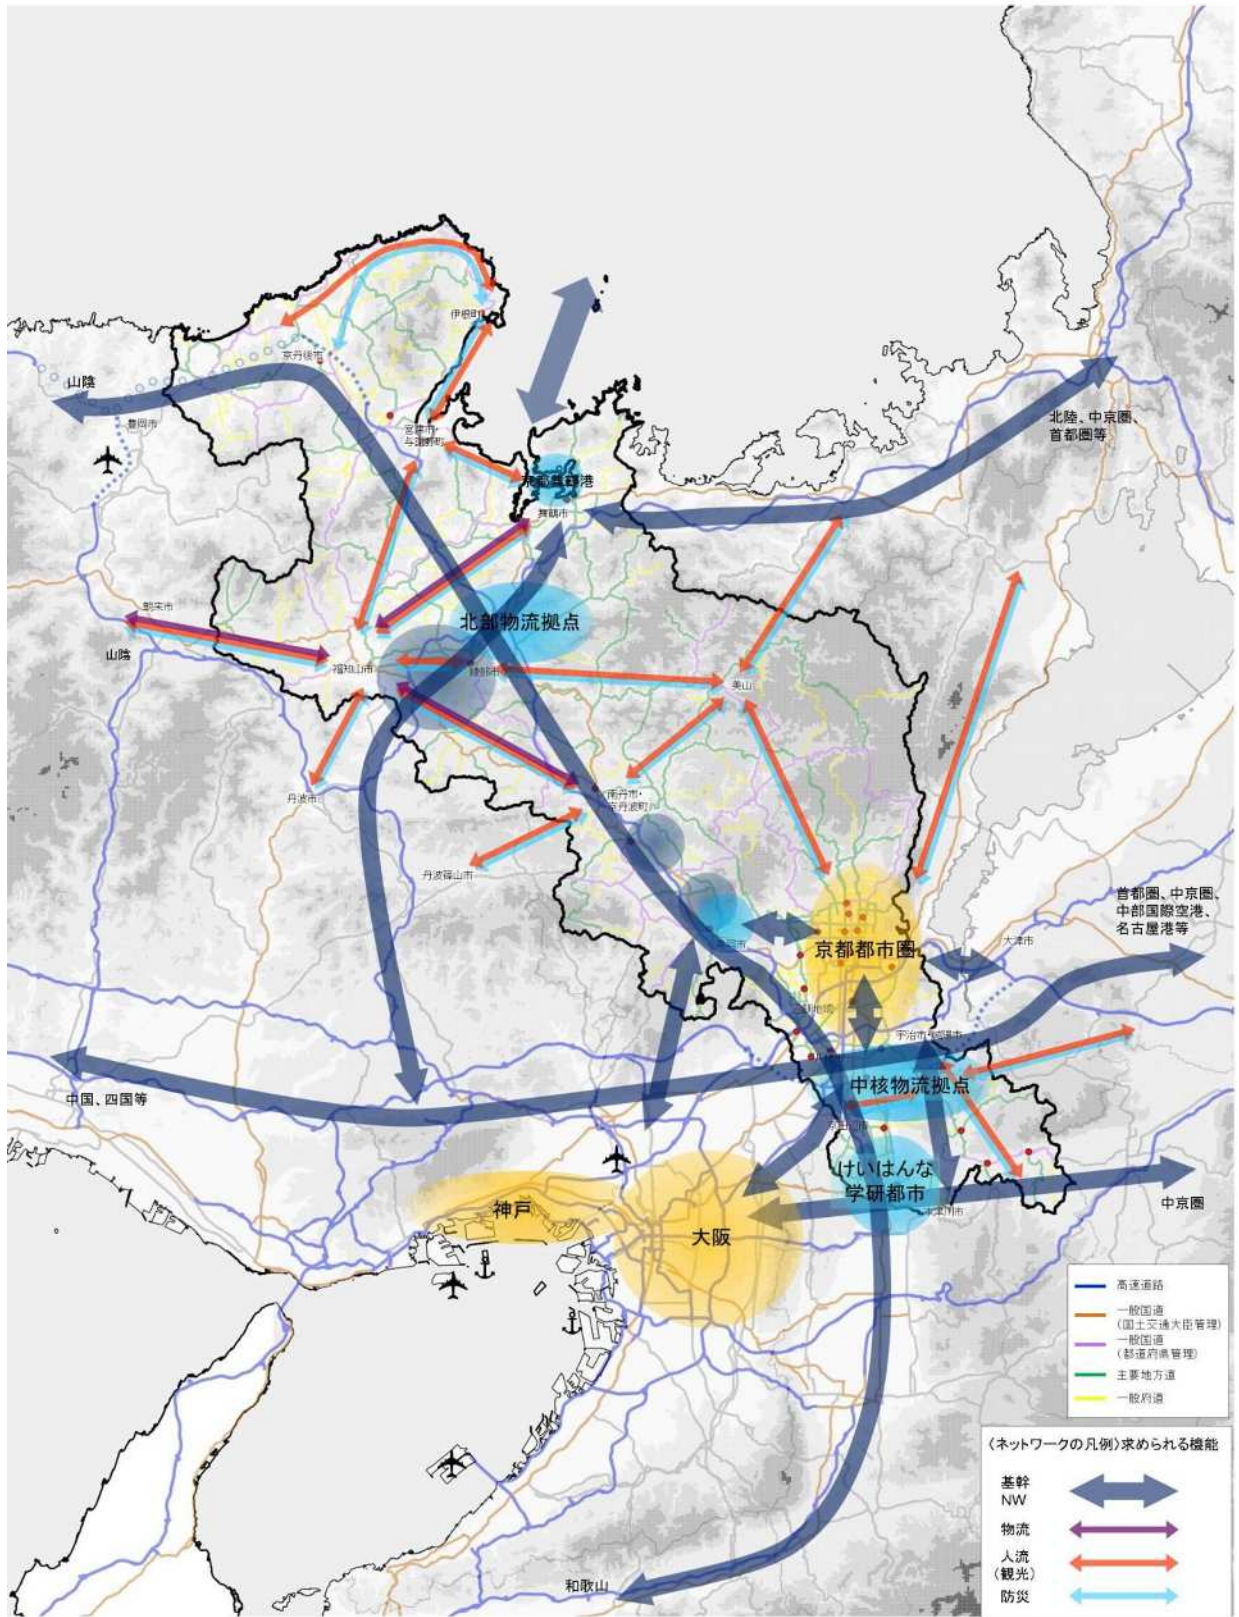 伊根町
京丹後市
山陰
豊岡市
宮津市・
与謝野町
北陸、中京圏、
首都圏等
舞鶴市
朝来市
北部物流拠点
山陰
福知山市
綾部市
美山
丹波市
南丹市・
京丹波町
丹波篠山市
首都圏、中京圏、
中部国際空港、
名古屋港等
大津市
京都都市圏
中国、四国等
中核物流拠点
けいはんな
学研都市
中京圏
木津川市
神戸
大阪
高速道路
一般国道
(国土交通大臣管理)
一般国道
(都道府県管理)
主要地方道
一般府道
〈ネットワークの凡例〉求められる機能
基幹
NW
物流
人流
(観光)
防災
和歌山